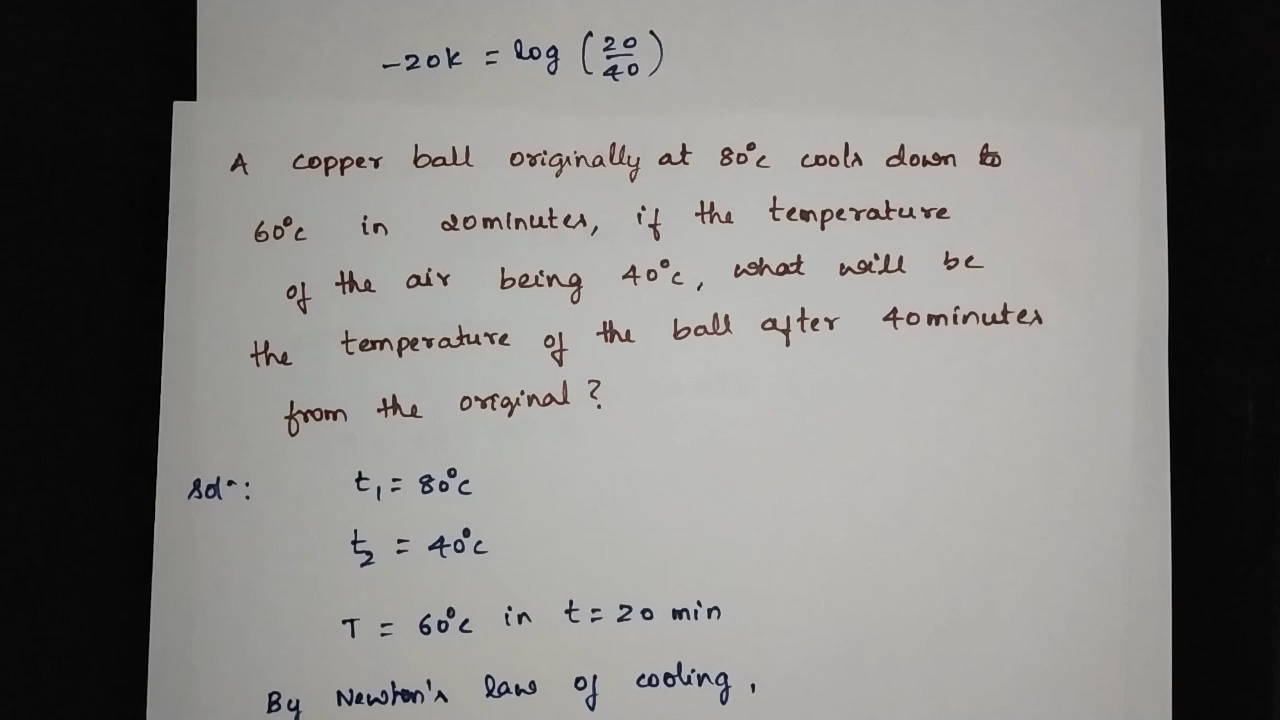 -20k = log (20/40)
A copper ball originally at 80°c cools down to
60°c in 20minutes, if the temperature
of the air being 40°c, what will be
the temperature of the ball after 40minutes
from the original ?
Solⁿ: t₁ = 80°c
t₂ = 40°c
T = 60°c in t = 20 min
By Newton's law of cooling,